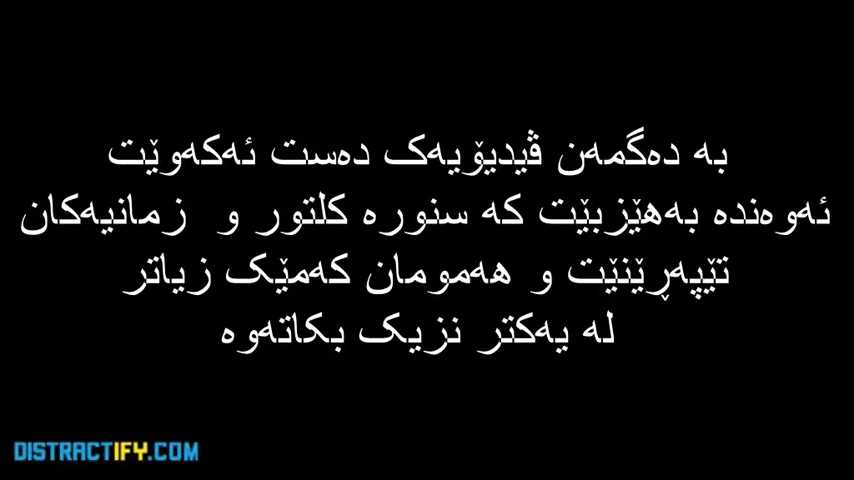 بە دەگمەن ڤیدیۆیەک دەست ئەکەوێت
ئەوەندە بەهێزبێت کە سنورە کلتور و زمانیەکان
تێپەڕێنێت و هەمومان کەمێک زیاتر
لە یەکتر نزیک بکاتەوە
DISTRACTIFY.COM